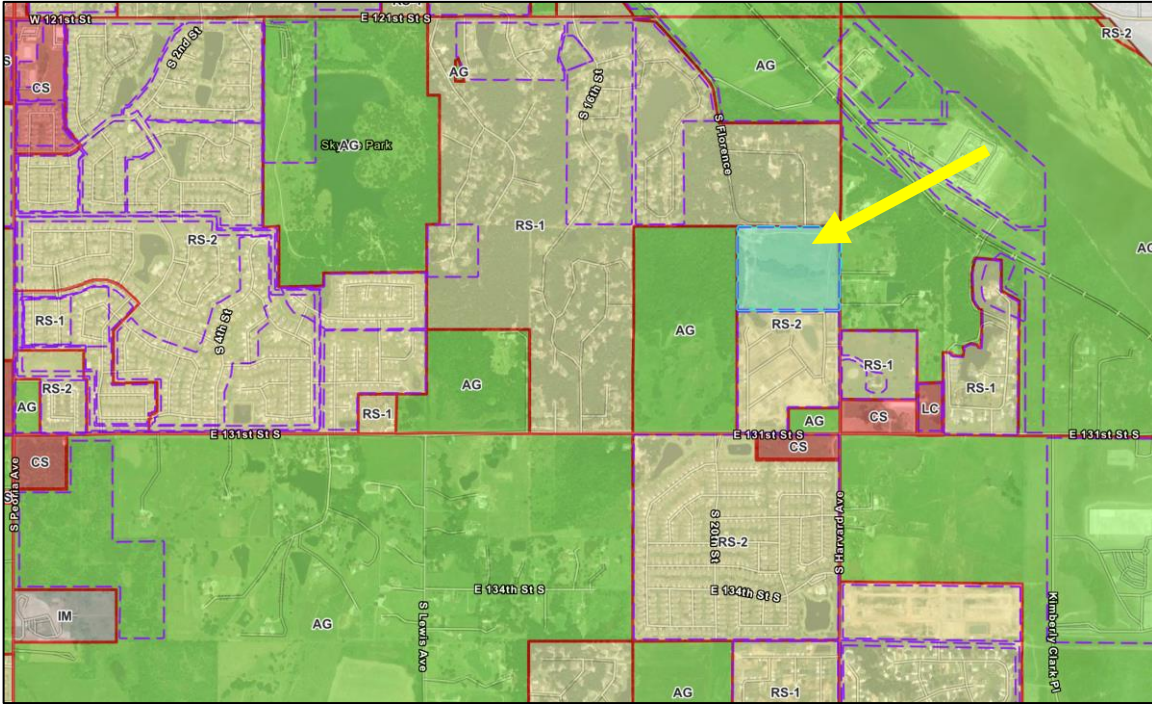 W 121st St
E 121st St S
RS-1
RS-2
S
CS
S 2nd St
AG
S 16th St
AG
Skyline Park
AG
S Florence
RS-1
RS-2
AG
RS-1
S 4th St
AG
RS-2
RS-1
RS-1
RS-2
AG
AG
RS-1
AG
CS
LC
E 131st St S
E 131st St S
E 131st St S
CS
CS
S
S Peoria Ave
S 20th St
RS-2
S Harvard Ave
E 134th St S
E 134th St S
IM
AG
S Lewis Ave
Kimberly Clark Pl
AG
RS-1